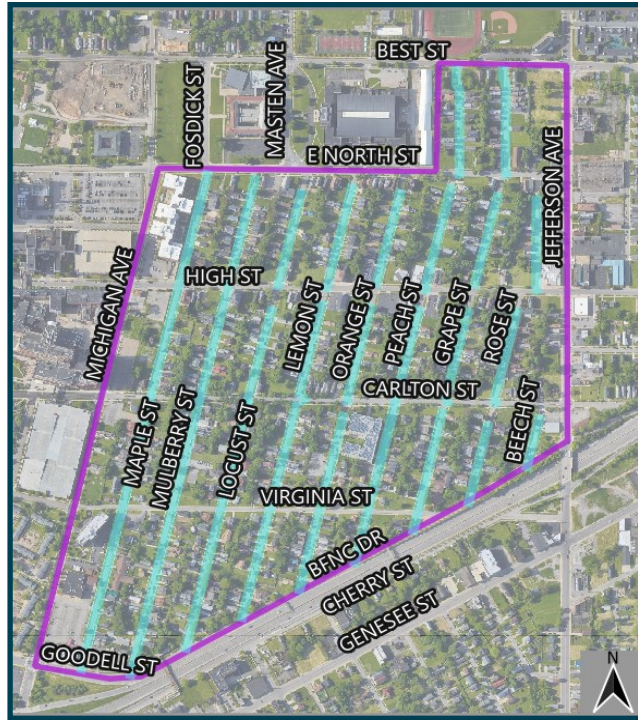 BEST ST
FOSDICK ST
MASTEN AVE
E NORTH ST
JEFFERSON AVE
MICHIGAN AVE
HIGH ST
LEMON ST
ORANGE ST
PEACH ST
GRAPE ST
ROSE ST
CARLTON ST
BEECH ST
MAPLE ST
MULBERRY ST
LOCUST ST
VIRGINIA ST
BFNC DR
CHERRY ST
GENESEE ST
GOODELL ST
N